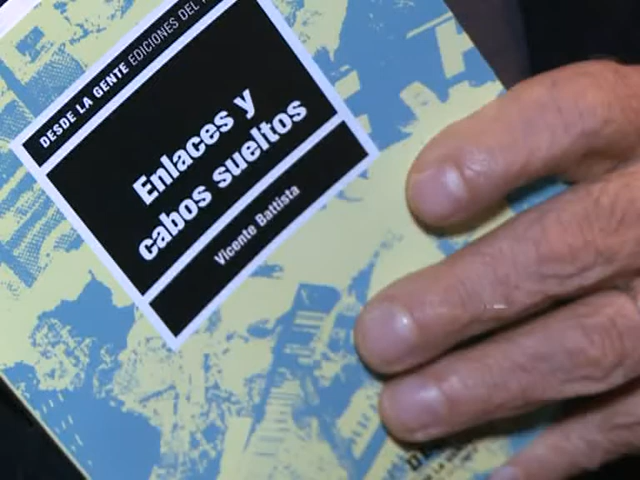 DESDE LA GENTE EDICIONES DEL
Enlaces y
cabos sueltos
Vicente Battista